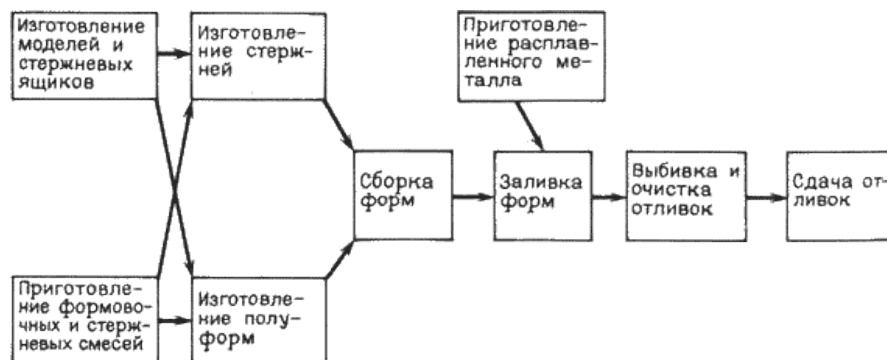 Изготовление
моделей и
стержневых
ящиков
Изготовле-
ние стерж-
ней
Приготовле-
ние расплав-
ленного ме-
талла
Сборка
форм
Заливка
форм
Выбивка и
очистка
отливок
Сдача от-
ливок
Приготовле-
ние формово-
чных и стерж-
невых смесей
Изготовле-
ние полу-
форм